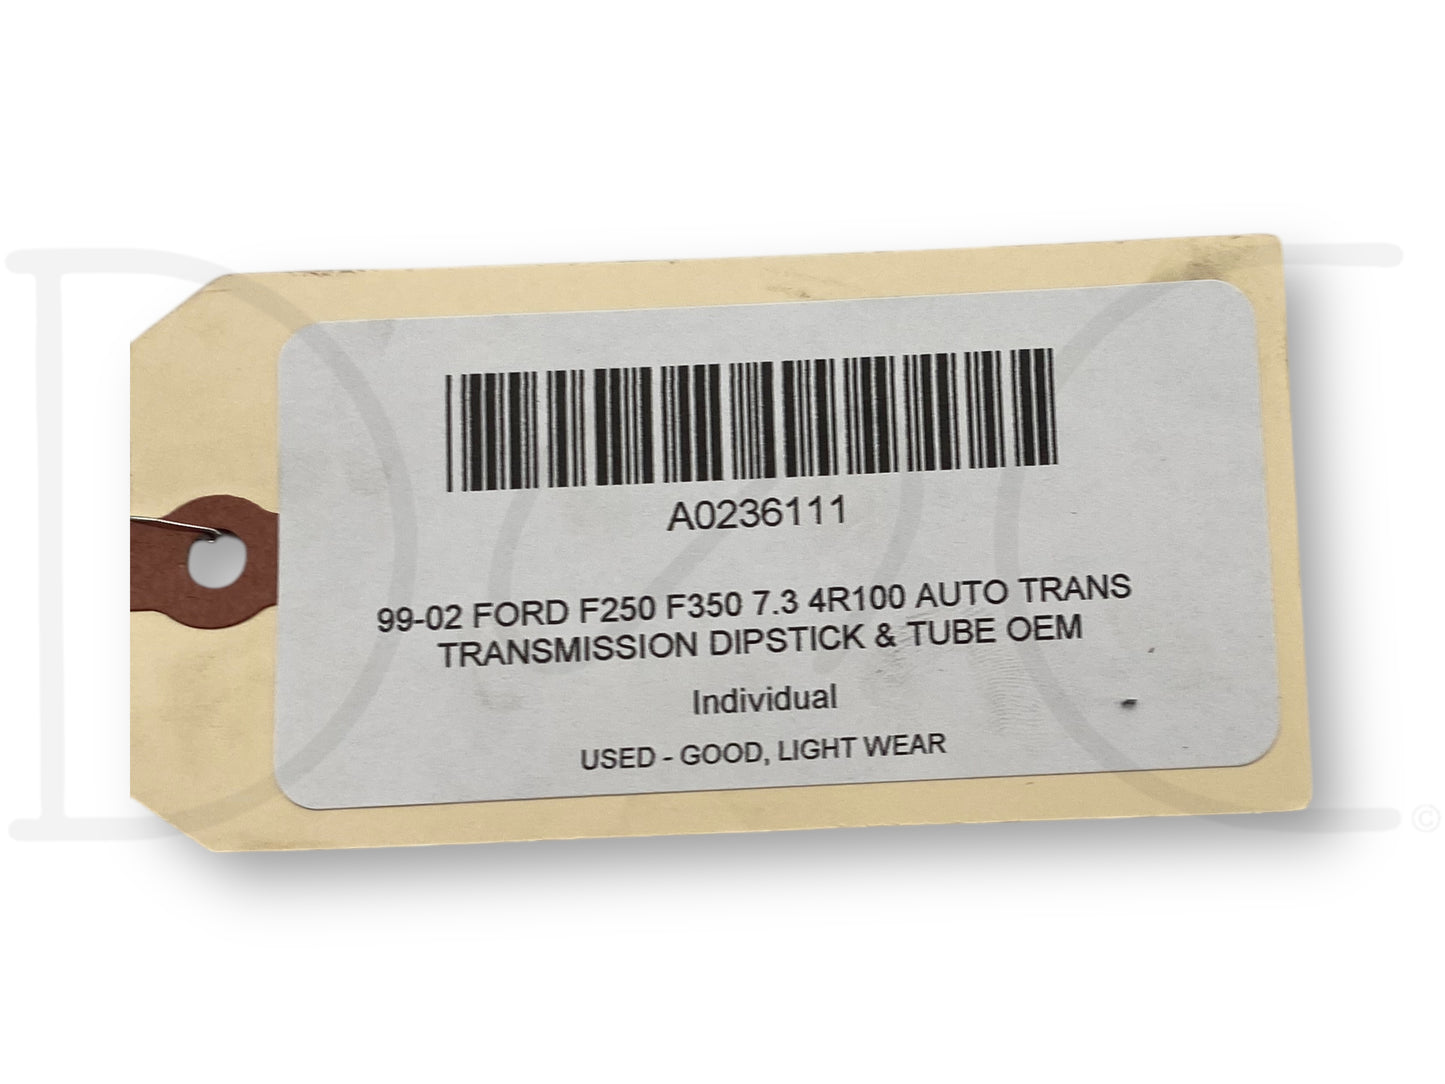 A0236111
99-02 FORD F250 F350 7.3 4R100 AUTO TRANS
TRANSMISSION DIPSTICK & TUBE OEM
Individual
USED - GOOD, LIGHT WEAR
©